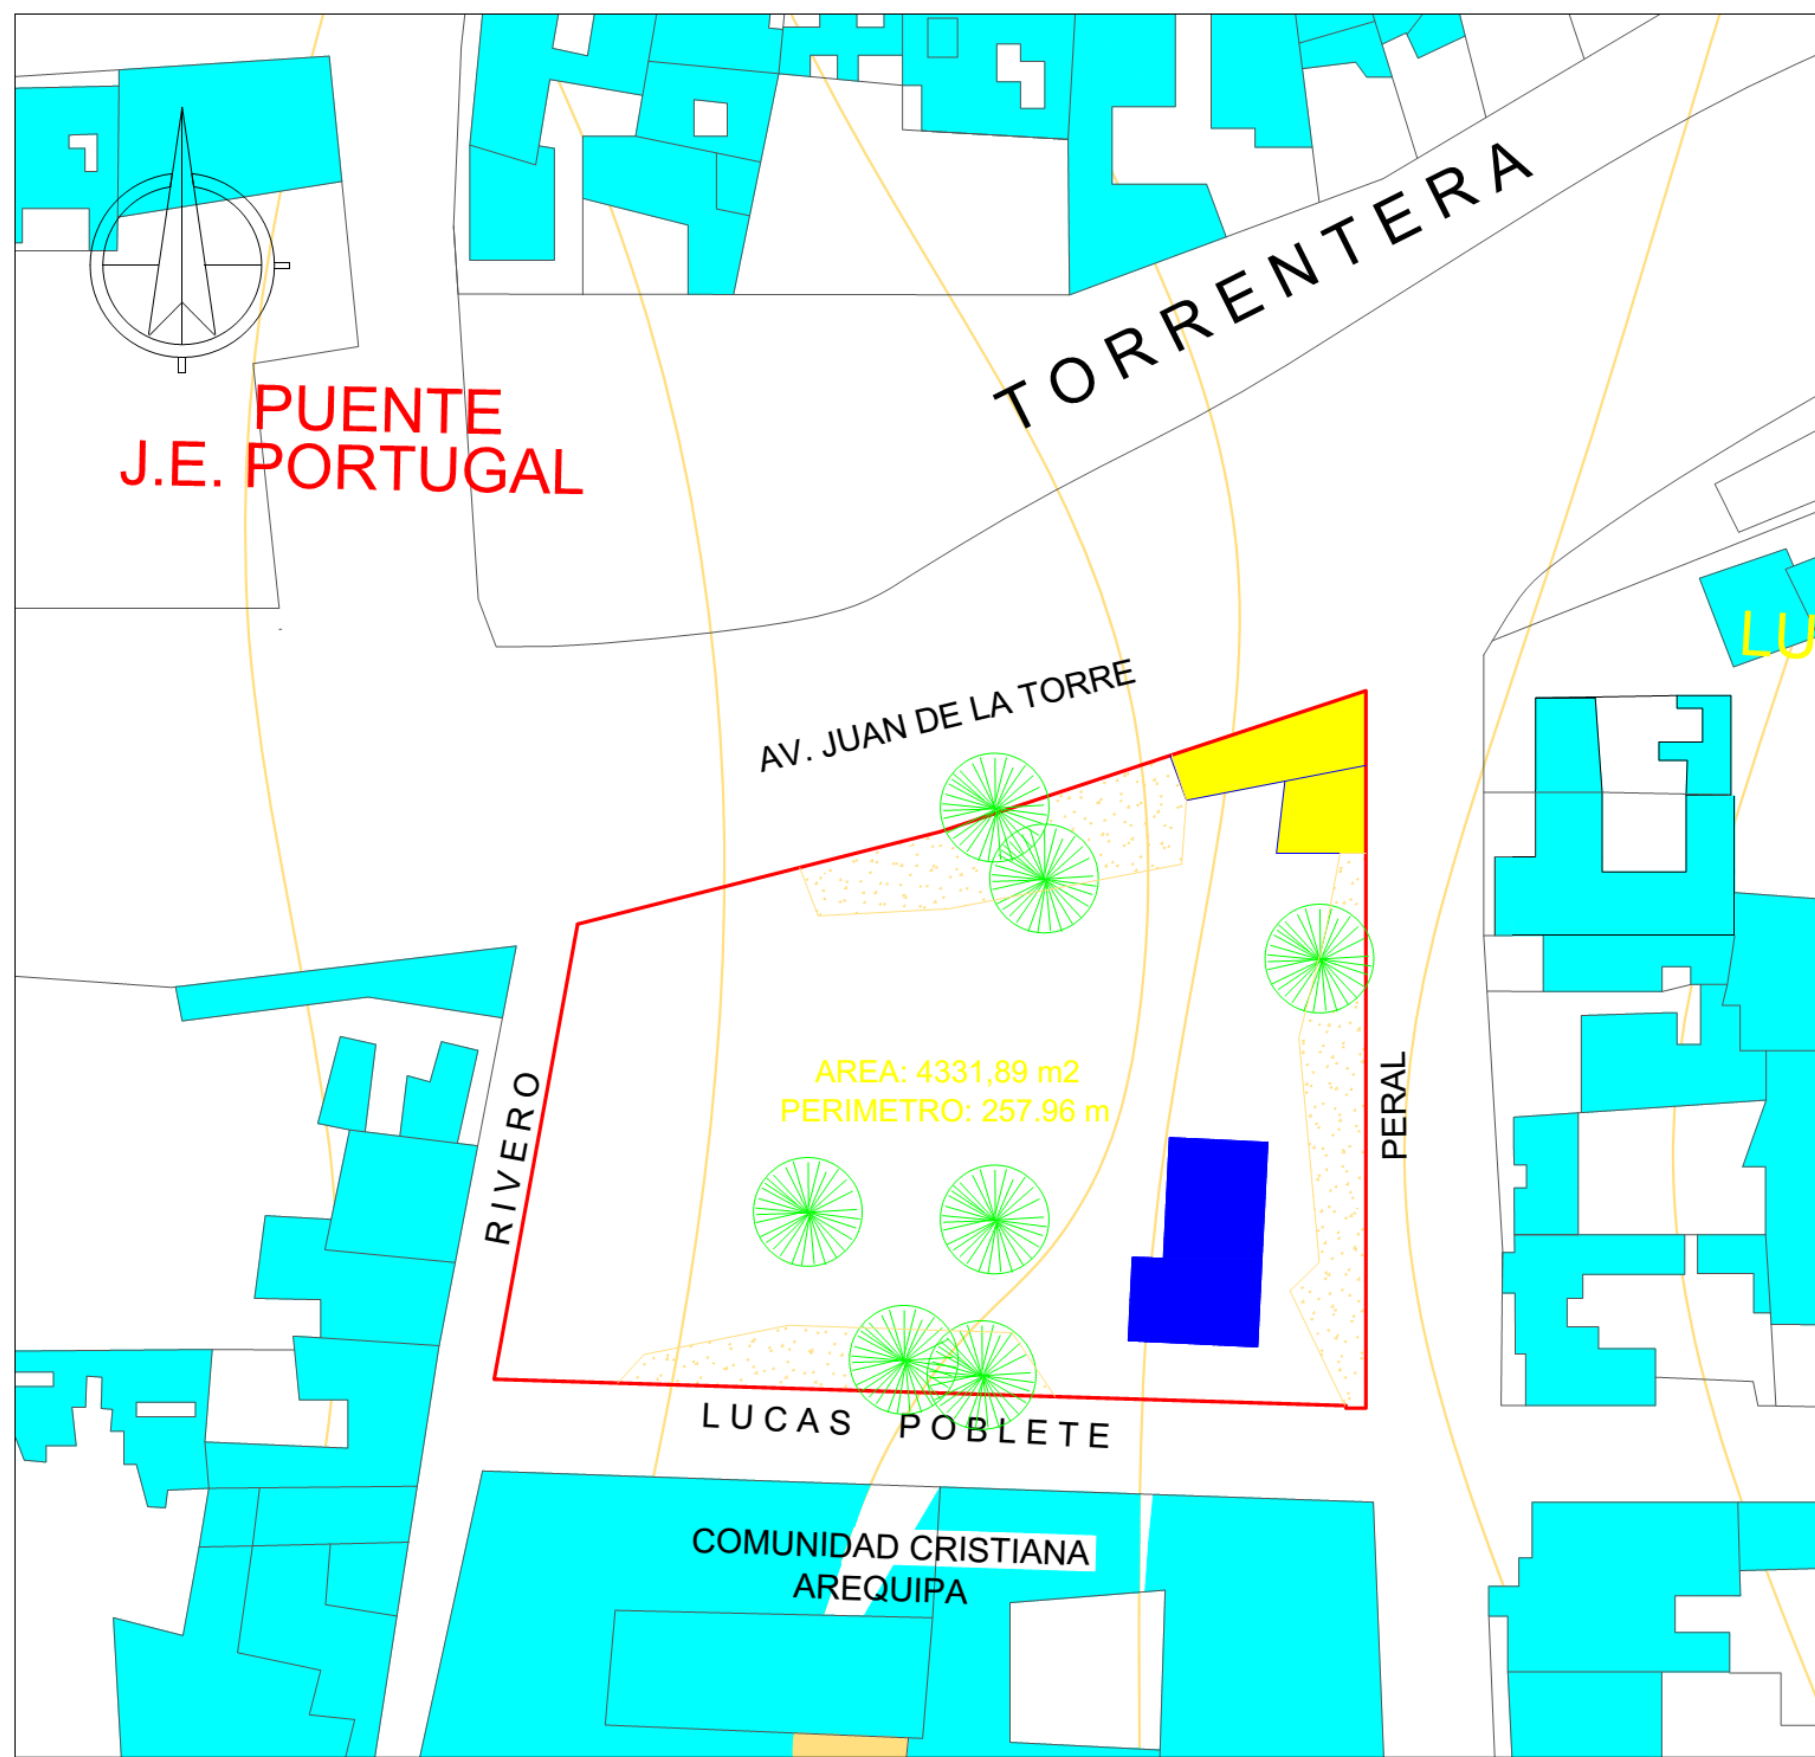 TORRENTERA
PUENTE
J.E. PORTUGAL
LU
AV. JUAN DE LA TORRE
AREA: 4331,89 m2
PERIMETRO: 257.96 m
RIVERO
PERAL
LUCAS POBLETE
COMUNIDAD CRISTIANA
AREQUIPA